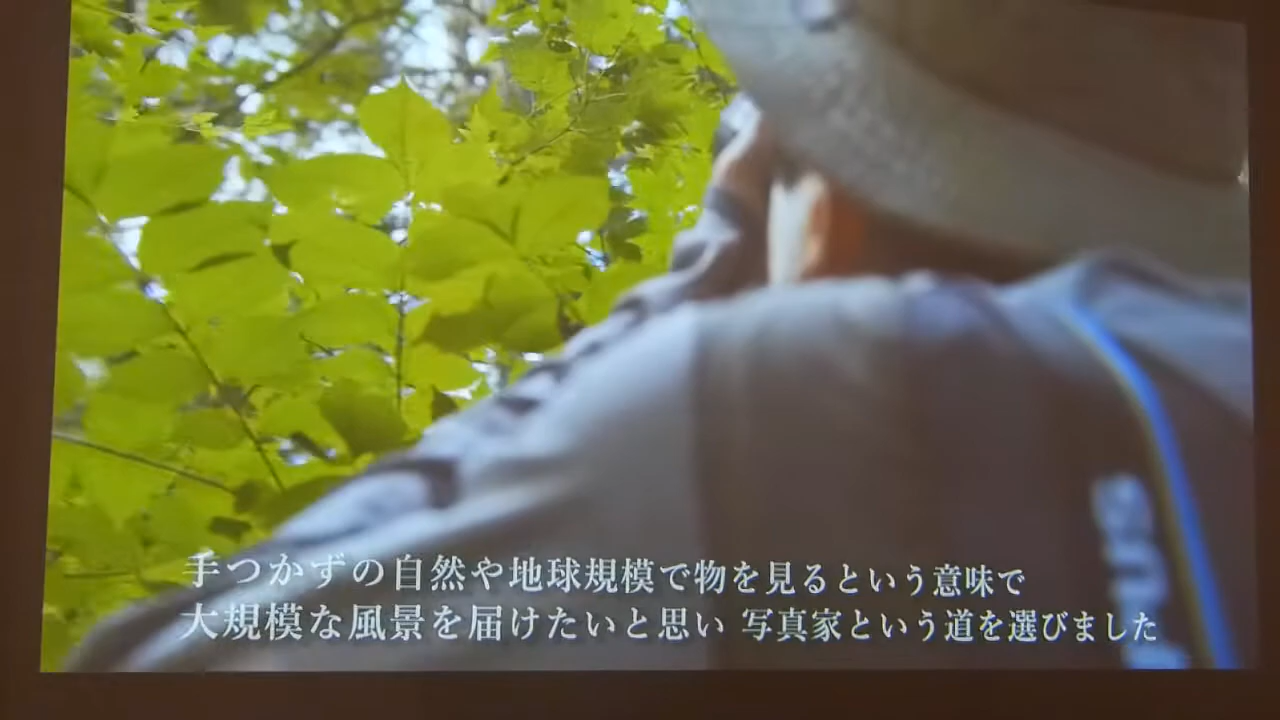 手つかずの自然や地球規模で物を見るという意味で
大規模な風景を届けたいと思い 写真家という道を選びました